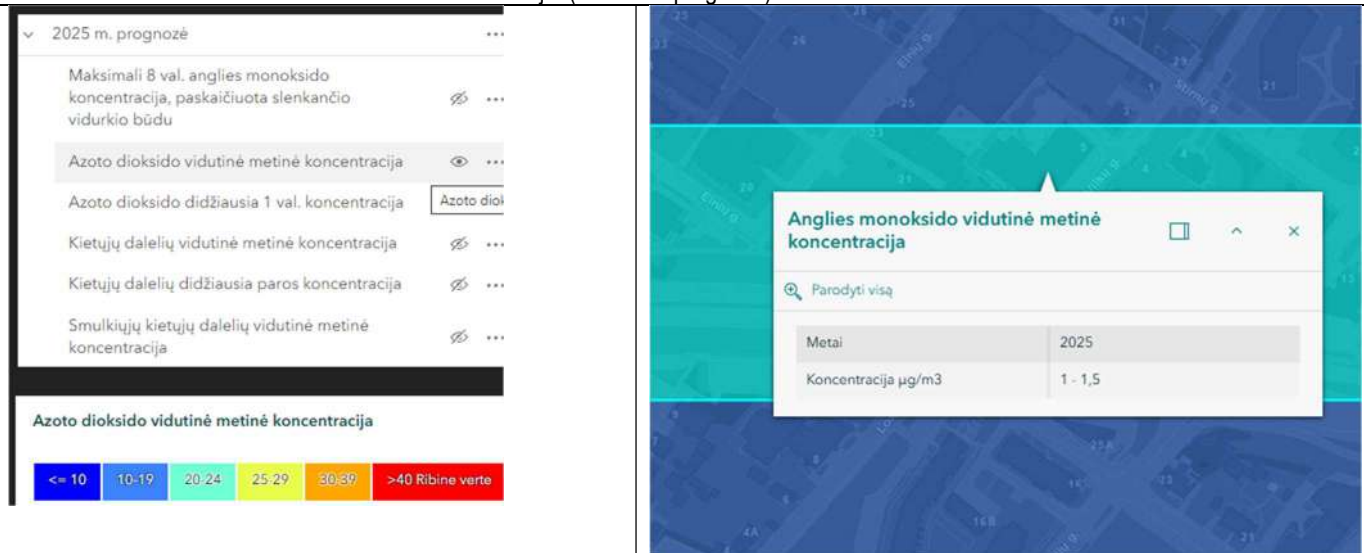 2025 m. prognozė
Maksimali 8 val. anglies monoksido
koncentracija, paskaičiuota slenkančio
vidurkio būdu
Azoto dioksido vidutinė metinė koncentracija
Azoto dioksido didžiausia 1 val. koncentracija
Azoto diok
Kietųjų dalelių vidutinė metinė koncentracija
Kietųjų dalelių didžiausia paros koncentracija
Smulkiųjų kietųjų dalelių vidutinė metinė
koncentracija
Azoto dioksido vidutinė metinė koncentracija
<= 10 10-19 20-24 25-29 30-39 >40 Ribine verte
Anglies monoksido vidutinė metinė
koncentracija
Parodyti visą
Metai 2025
Koncentracija µg/m3 1 - 1,5